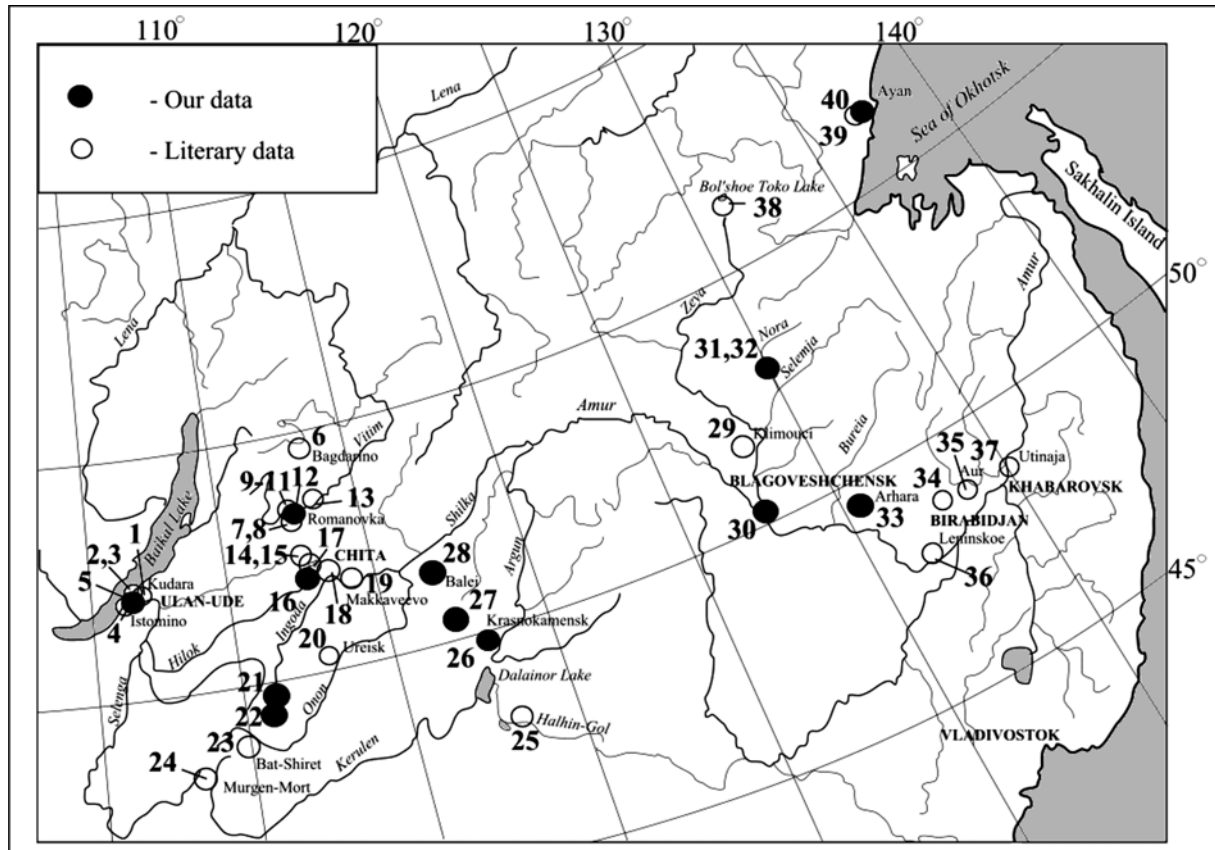 110°
120°
130°
140°
- Our data
- Literary data
Lena
40
Ayan
39
Sea of Okhotsk
Bol'shoe Toko Lake
38
Sakhalin Island
50°
Lena
Zeya
Amur
Nora
31,32
Selemja
6
Bagdarino
Vitim
Amur
29
Klimouci
Bureia
35
37
Utinaja
Aur
34
KHABAROVSK
9-11
12
13
Romanovka
7,8
Shilka
BLAGOVESHCHENSK
30
Arhara
33
BIRABIDJAN
Leninskoe
36
45°
Baikal Lake
1
2,3
5
Kudara
ULAN-UDE
Istomino
4
14,15
17
CHITA
16
18
Makkaveevo
19
28
Balei
Argun
27
Krasnokamensk
26
Ingoda
20
Ureisk
Hilok
Selenga
21
22
Onon
Dalainor Lake
Halhin-Gol
25
23
Bat-Shiret
Kerulen
24
Murgen-Mort
VLADIVOSTOK